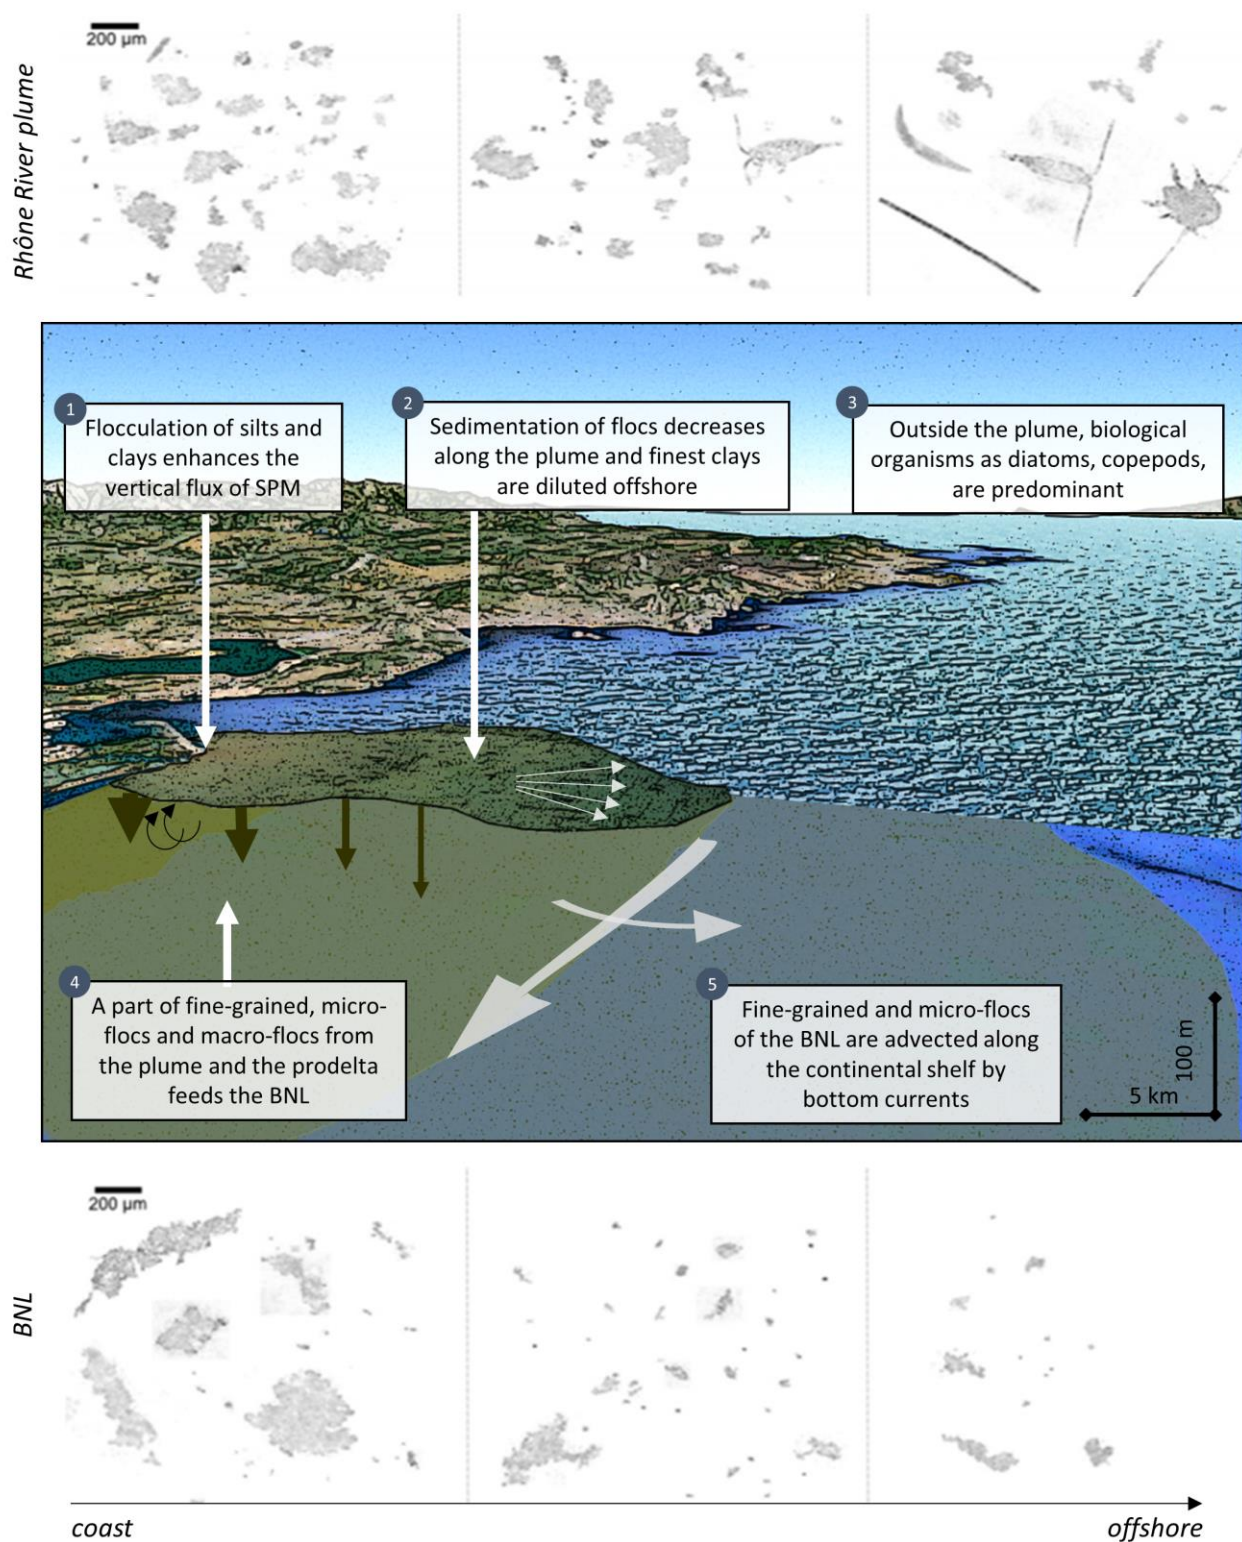 200 µm
Rhône River plume
1
Flocculation of silts and
clays enhances the
vertical flux of SPM
2
Sedimentation of flocs decreases
along the plume and finest clays
are diluted offshore
3
Outside the plume, biological
organisms as diatoms, copepods,
are predominant
4
A part of fine-grained, micro-
flocs and macro-flocs from
the plume and the prodelta
feeds the BNL
5
Fine-grained and micro-flocs
of the BNL are advected along
the continental shelf by
bottom currents
100 m
5 km
200 µm
BNL
coast
offshore